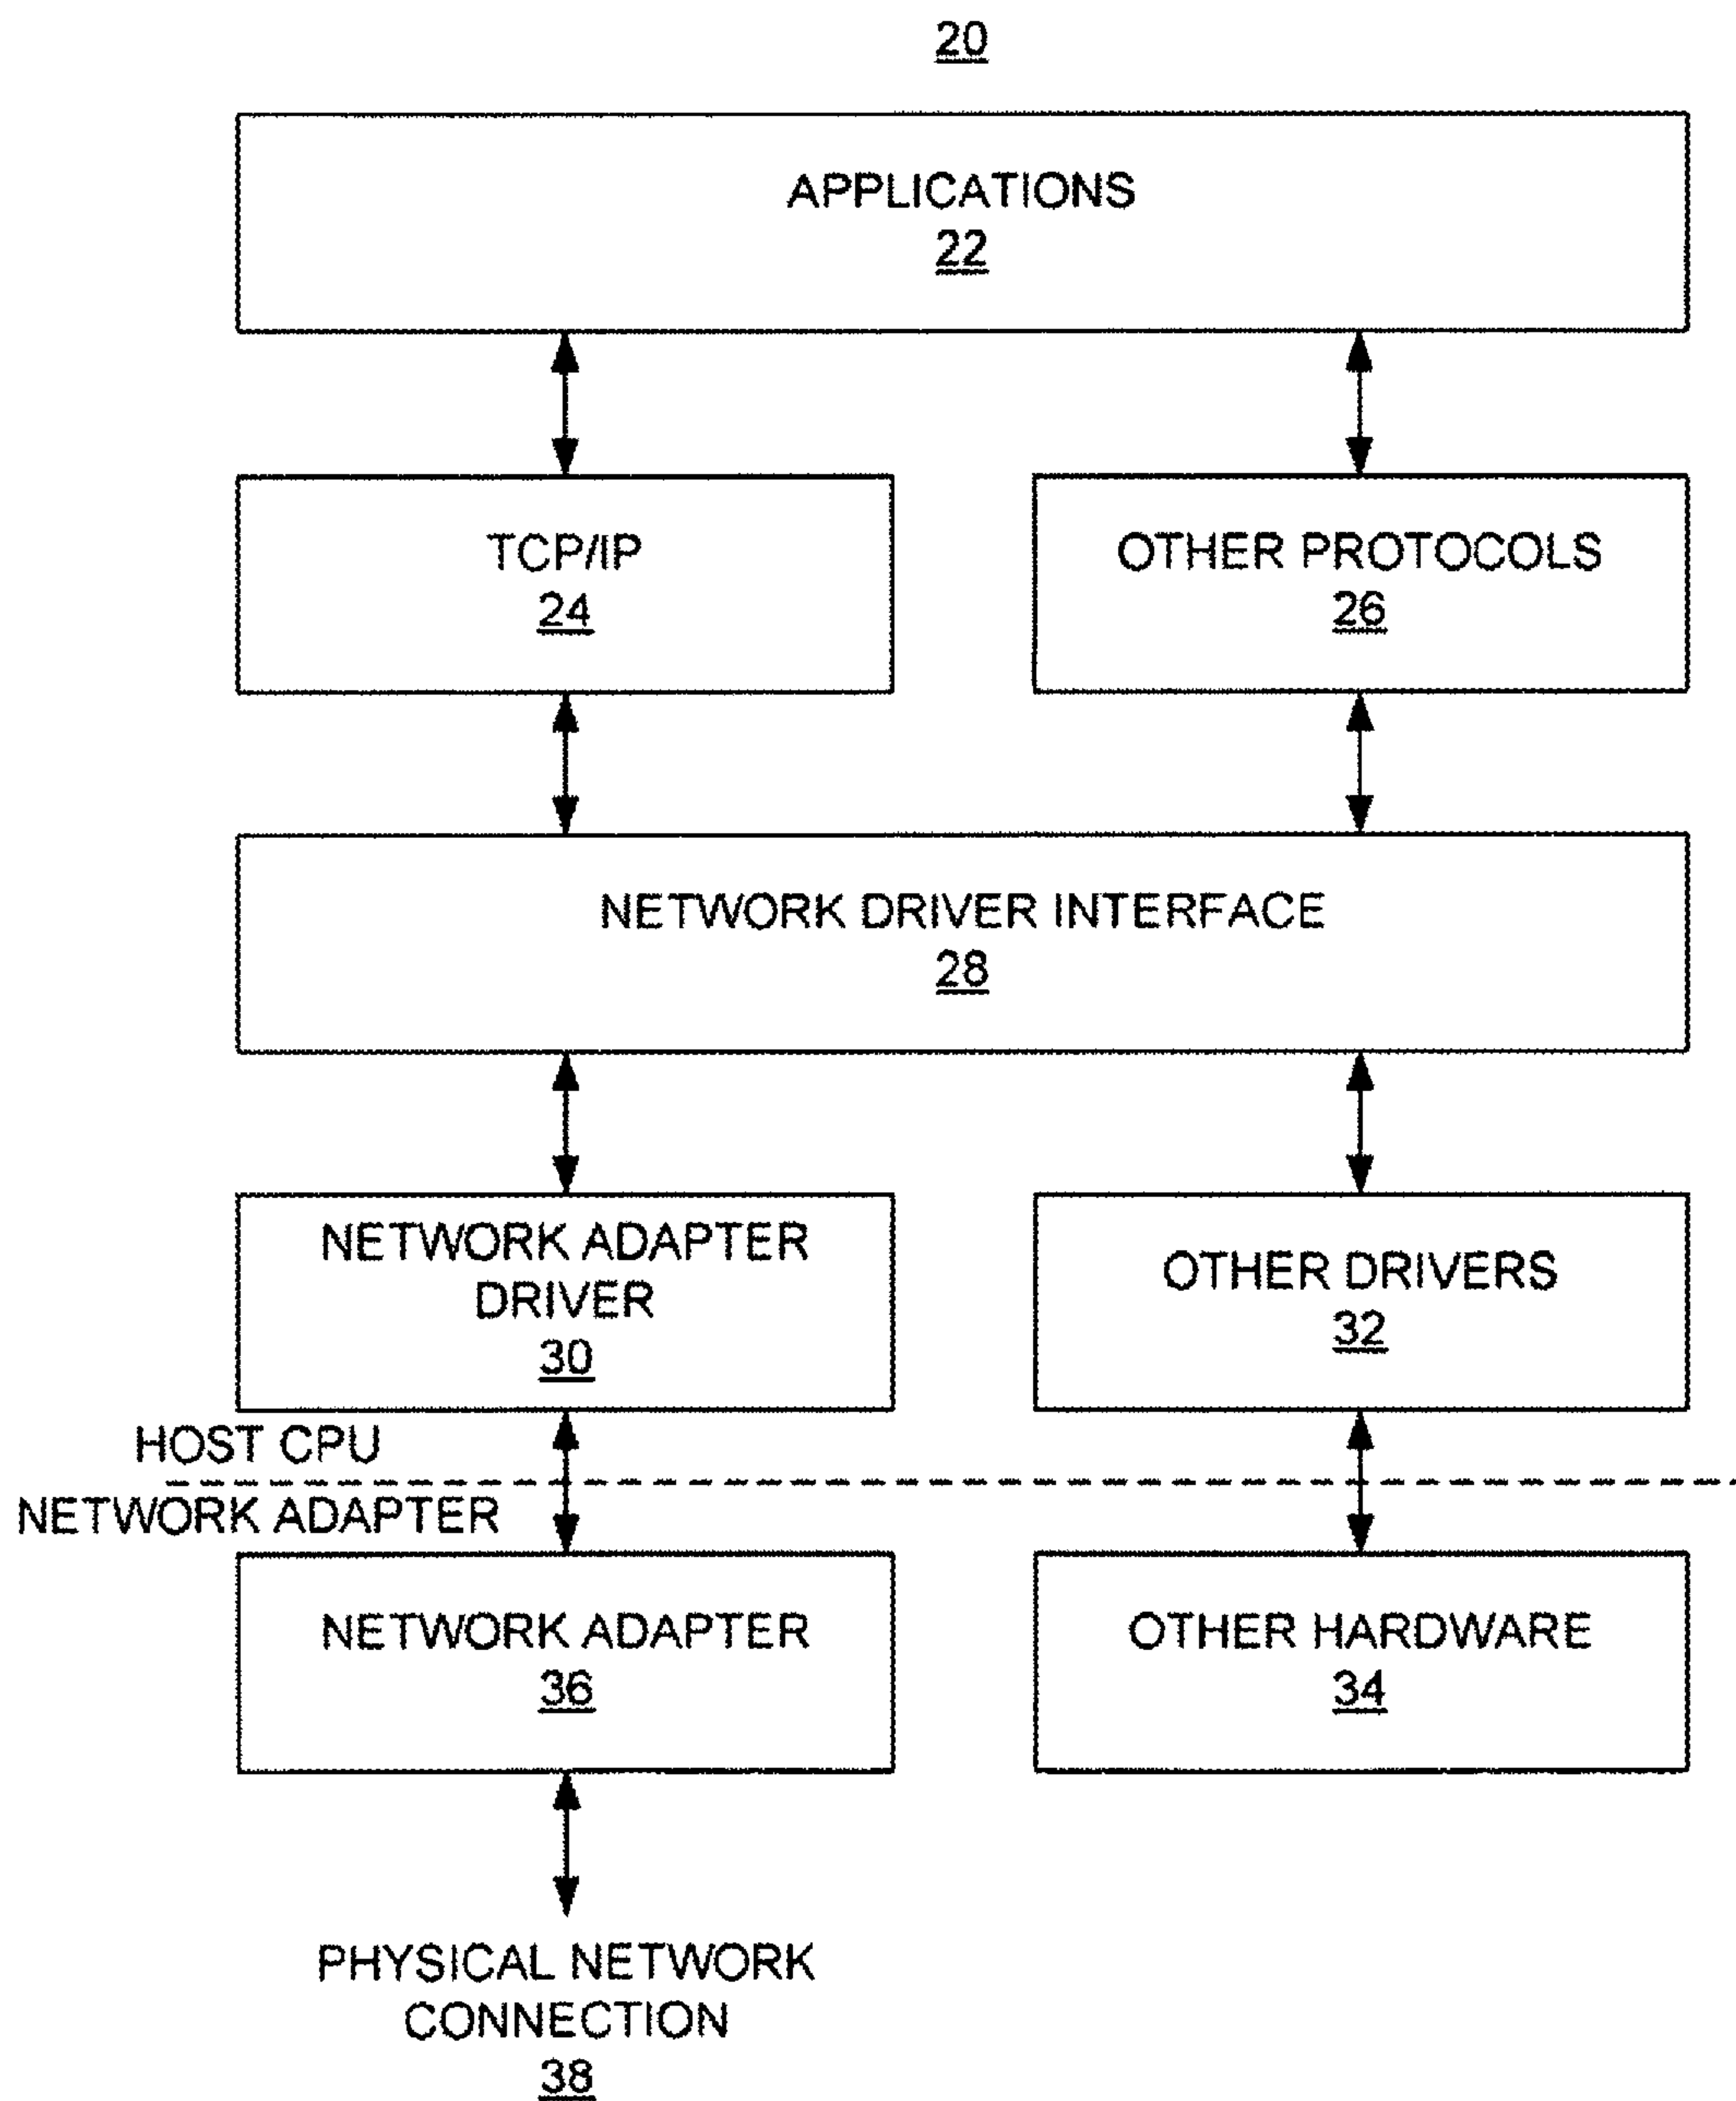 20
APPLICATIONS
22
TCP/IP
24
OTHER PROTOCOLS
26
NETWORK DRIVER INTERFACE
28
NETWORK ADAPTER
DRIVER
30
OTHER DRIVERS
32
HOST CPU
NETWORK ADAPTER
NETWORK ADAPTER
36
OTHER HARDWARE
34
PHYSICAL NETWORK
CONNECTION
38